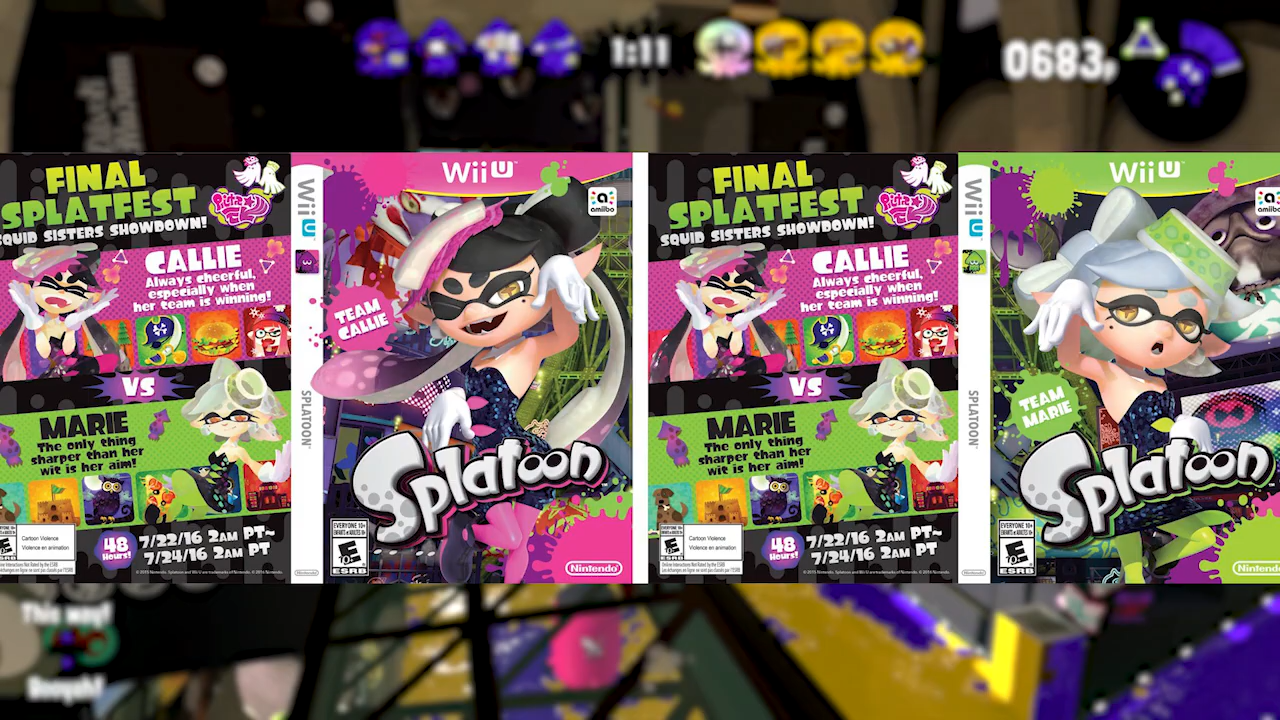 1:11
0683,
FINAL
SPLATFEST
SQUID SISTERS SHOWDOWN!
CALLIE
Always cheerful,
especially when
her team is winning!
VS
MARIE
The only thing
sharper than her
wit is her aim!
Cartoon Violence
Violence en animation
48
Hours!
7/22/16 2AM PT~
7/24/16 2AM PT
Wii U
SPLATOON
Nintendo
Wii U
amiibo
TEAM
CALLIE
Splatoon
EVERYONE 10+
E
ESRB
Nintendo
FINAL
SPLATFEST
SQUID SISTERS SHOWDOWN!
CALLIE
Always cheerful,
especially when
her team is winning!
VS
MARIE
The only thing
sharper than her
wit is her aim!
Cartoon Violence
Violence en animation
48
Hours!
7/22/16 2AM PT~
7/24/16 2AM PT
Wii U
SPLATOON
Nintendo
Wii U
amiibo
TEAM
MARIE
Splatoon
EVERYONE 10+
E
ESRB
Nintendo
This way!
Booyah!